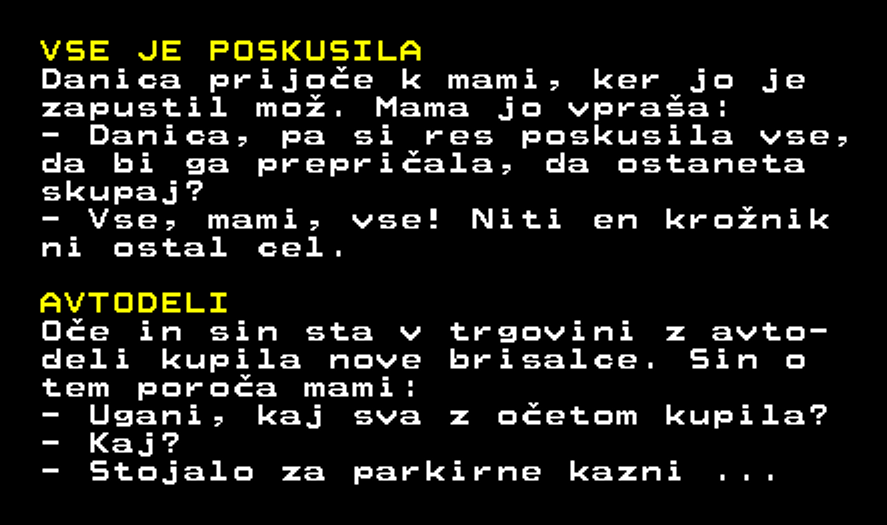 VSE JE POSKUSILA
Danica prijoče k mami, ker jo je
zapustil mož. Mama jo vpraša:
- Danica, pa si res poskusila vse,
da bi ga prepričala, da ostaneta
skupaj?
- Vse, mami, vse! Niti en krožnik
ni ostal cel.
AVTODELI
Oče in sin sta v trgovini z avto-
deli kupila nove brisalce. Sin o
tem poroča mami:
- Ugani, kaj sva z očetom kupila?
- Kaj?
- Stojalo za parkirne kazni ...